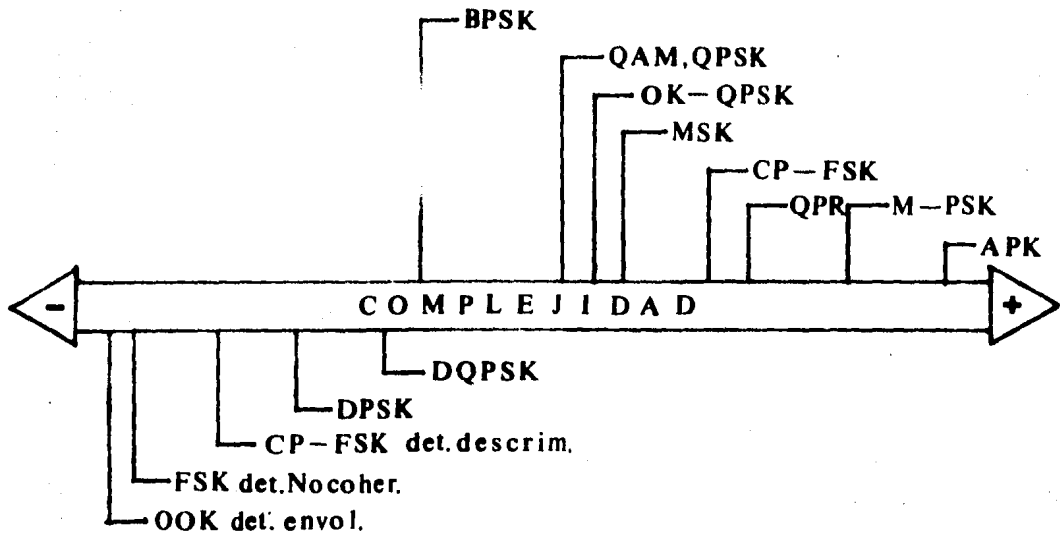 BPSK
QAM,QPSK
OK-QPSK
MSK
CP-FSK
QPR
M-PSK
APK
- COMPLEJIDAD +
DQPSK
DPSK
CP-FSK det.descrim.
FSK det.Nocoher.
OOK det. envol.